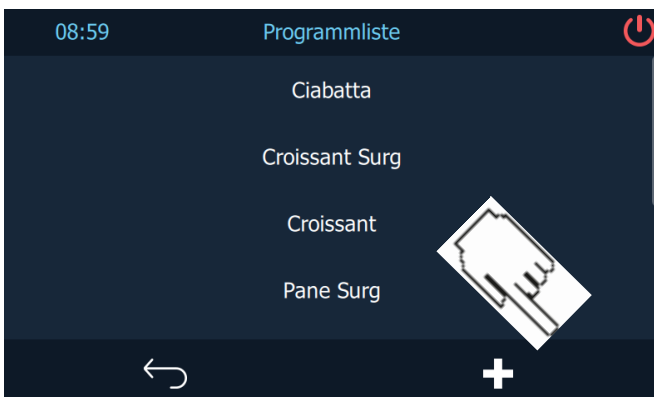 08:59 Programmliste
Ciabatta
Croissant Surg
Croissant
Pane Surg